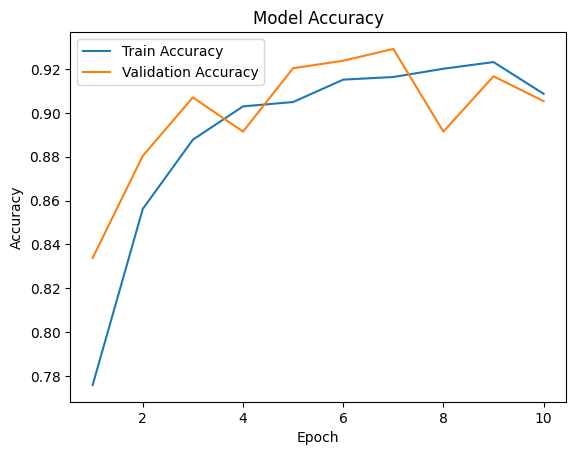 Model Accuracy
Train Accuracy
Validation Accuracy
0.92
0.90
0.88
0.86
0.84
0.82
0.80
0.78
Accuracy
2 4 6 8 10
Epoch